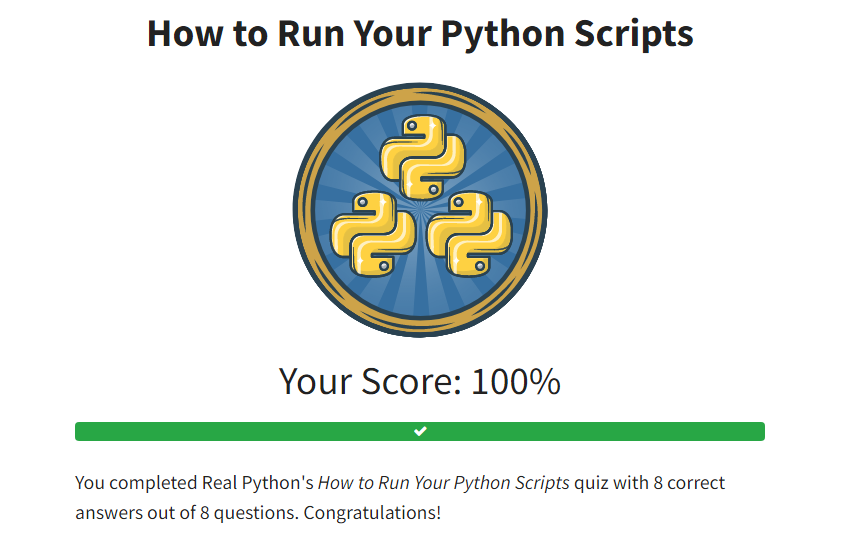 How to Run Your Python Scripts
Your Score: 100%
You completed Real Python's How to Run Your Python Scripts quiz with 8 correct
answers out of 8 questions. Congratulations!